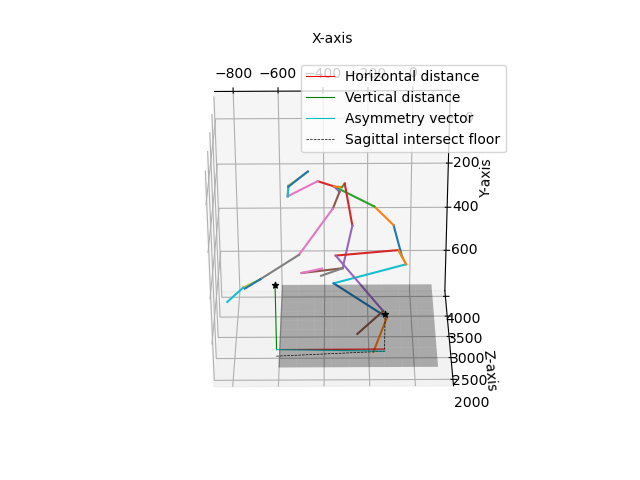 X-axis
−800 −600 −400 −200 0
Horizontal distance
Vertical distance
Asymmetry vector
Sagittal intersect floor
200
Y-axis
400
600
4000
3500
3000
2500
2000
Z-axis